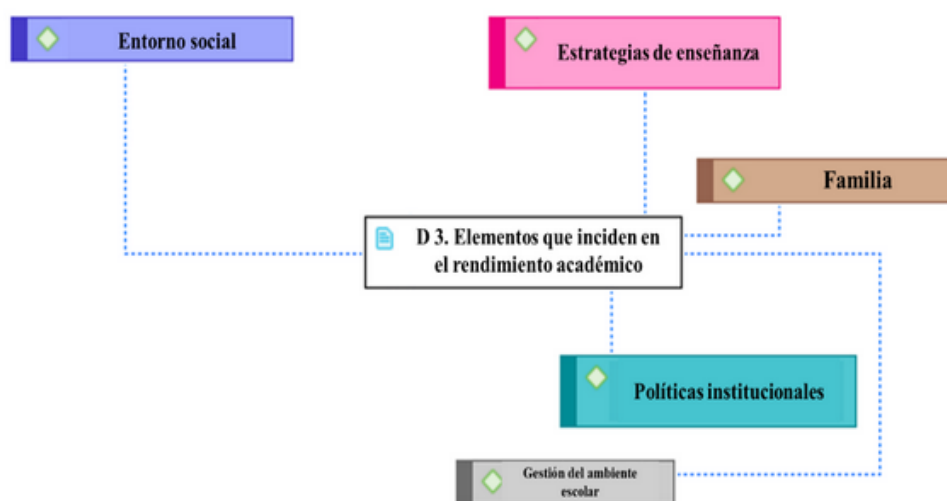 Entorno social
Estrategias de enseñanza
Familia
D 3. Elementos que inciden en
el rendimiento académico
Políticas institucionales
Gestión del ambiente
escolar